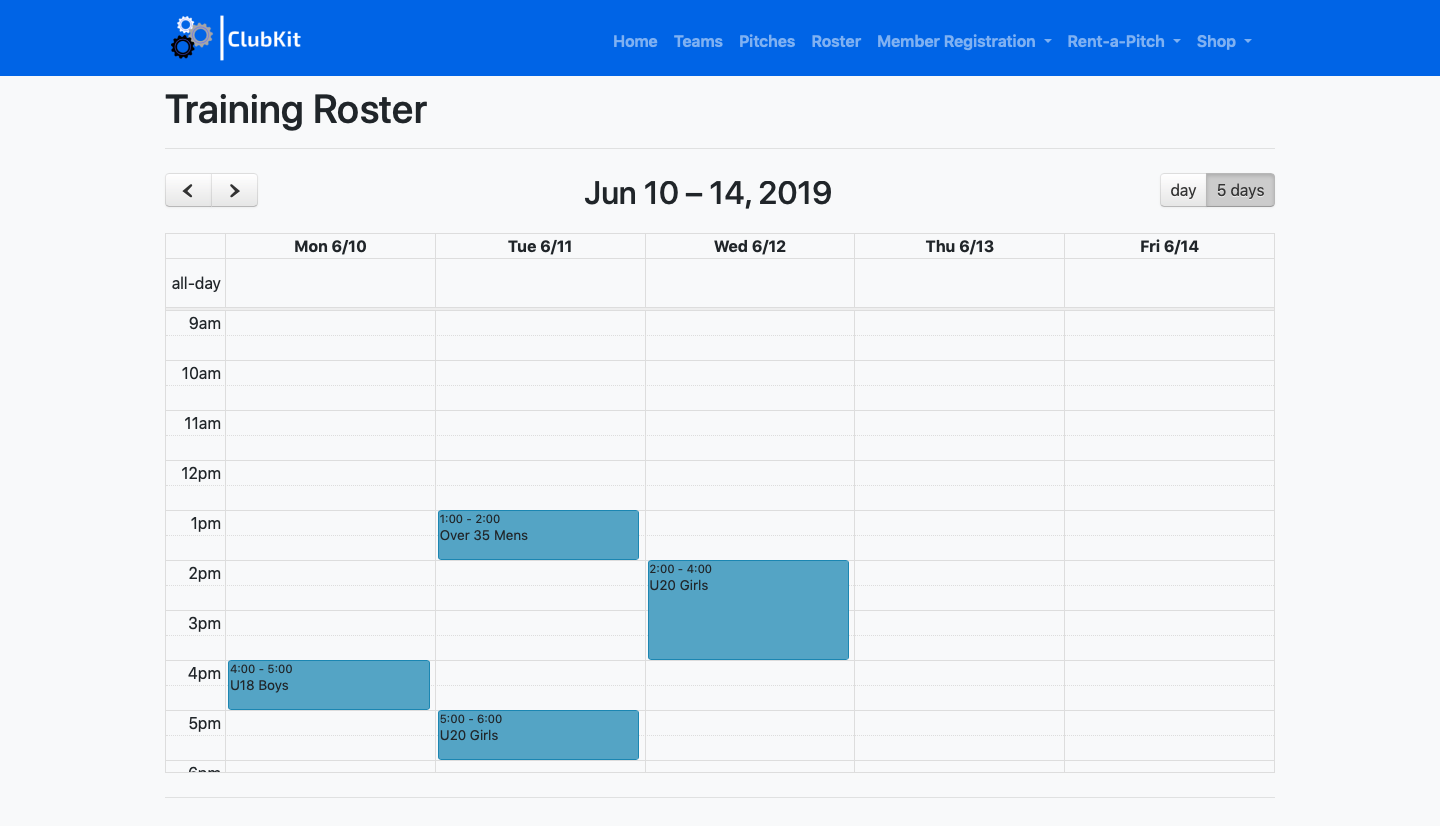 ClubKit
Home Teams Pitches Roster Member Registration Rent-a-Pitch Shop
Training Roster
Jun 10 – 14, 2019
day 5 days
Mon 6/10 Tue 6/11 Wed 6/12 Thu 6/13 Fri 6/14
all-day
9am
10am
11am
12pm
1pm
1:00 - 2:00
Over 35 Mens
2pm
2:00 - 4:00
U20 Girls
3pm
4pm
4:00 - 5:00
U18 Boys
5pm
5:00 - 6:00
U20 Girls
6pm